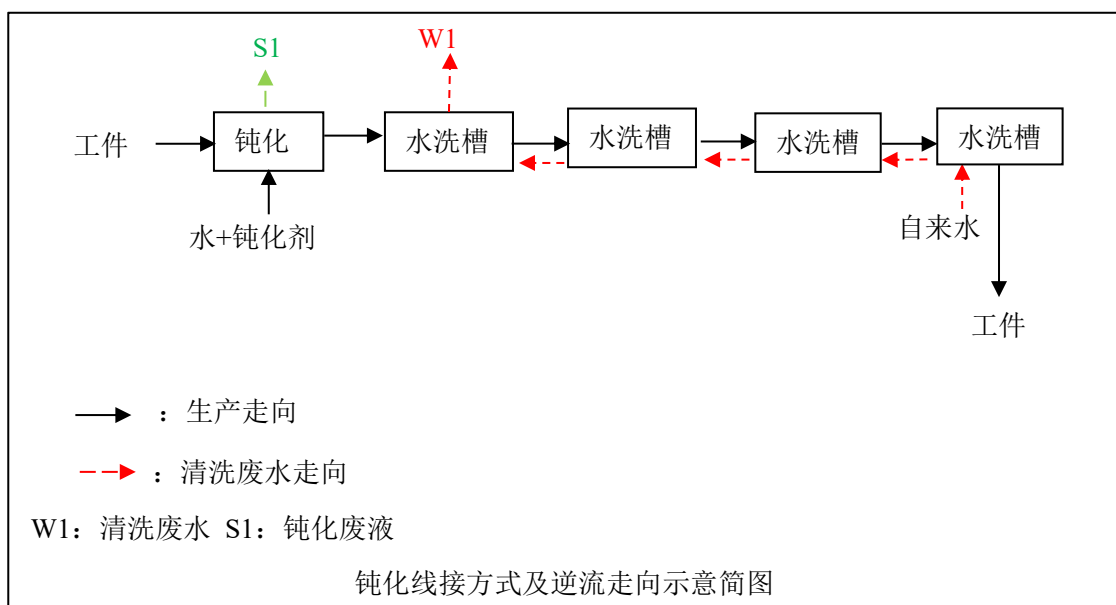 S1
W1
工件
钝化
水洗槽
水洗槽
水洗槽
水洗槽
水+钝化剂
自来水
工件
：生产走向
：清洗废水走向
W1：清洗废水 S1：钝化废液
钝化线接方式及逆流走向示意简图